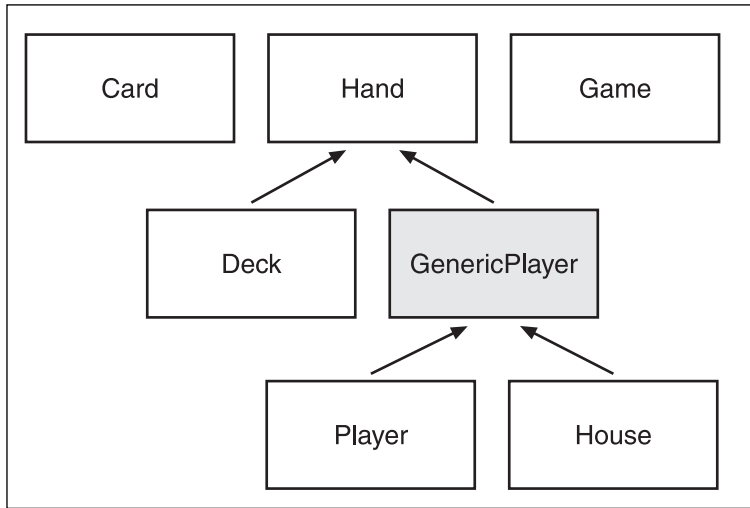 Card
Hand
Game
Deck
GenericPlayer
Player
House